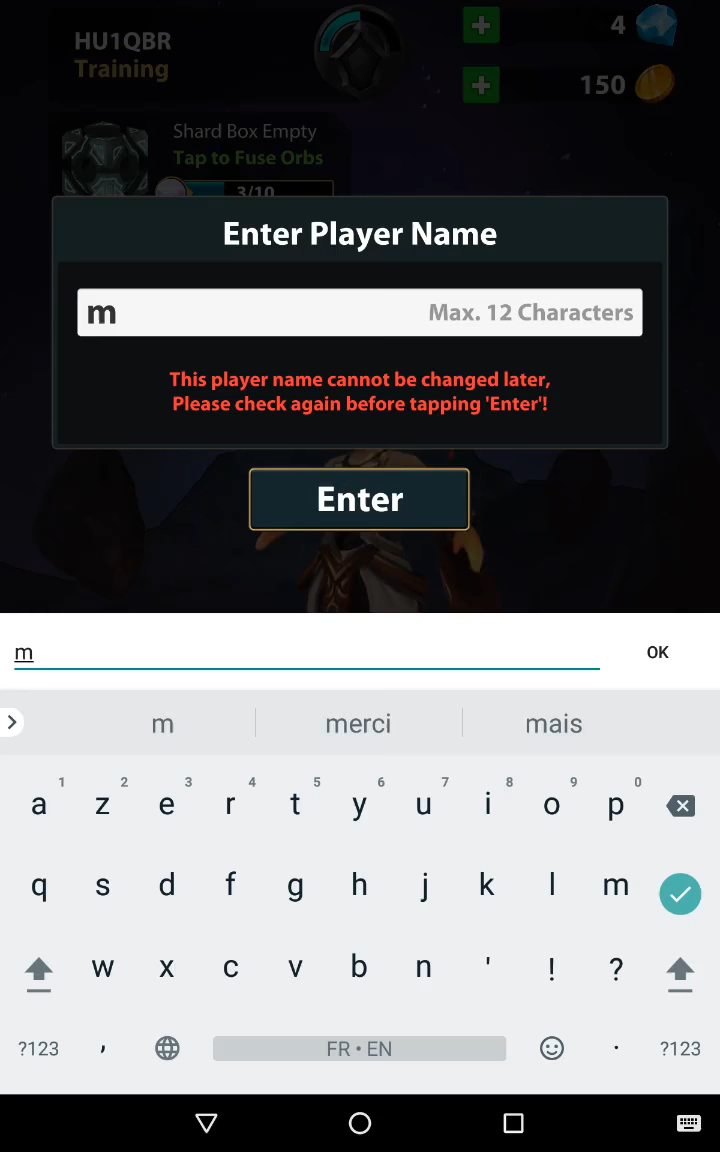 HU1QBR
Training
4
150
Shard Box Empty
Tap to Fuse Orbs
3/10
Enter Player Name
m
Max. 12 Characters
This player name cannot be changed later,
Please check again before tapping 'Enter'!
Enter
m
OK
m merci mais
1 2 3 4 5 6 7 8 9 0
a z e r t y u i o p
q s d f g h j k l m
w x c v b n ' ! ?
?123 , FR • EN . ?123